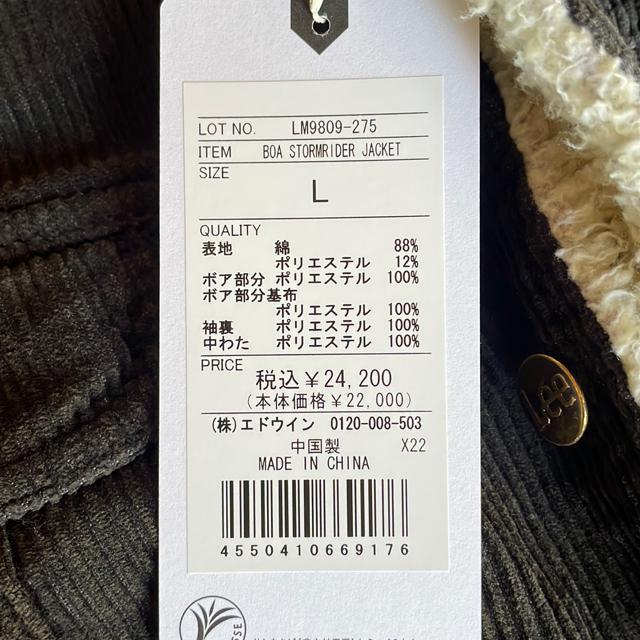 LOT NO. LM9809-275
ITEM BOA STORMRIDER JACKET
SIZE
L
QUALITY
表地 綿 88%
ポリエステル 12%
ボア部分 ポリエステル 100%
ボア部分基布
ポリエステル 100%
袖裏 ポリエステル 100%
中わた ポリエステル 100%
PRICE
税込¥24,200
(本体価格¥22,000)
(株)エドウイン 0120-008-503
中国製 X22
MADE IN CHINA
4550410669176
Lee